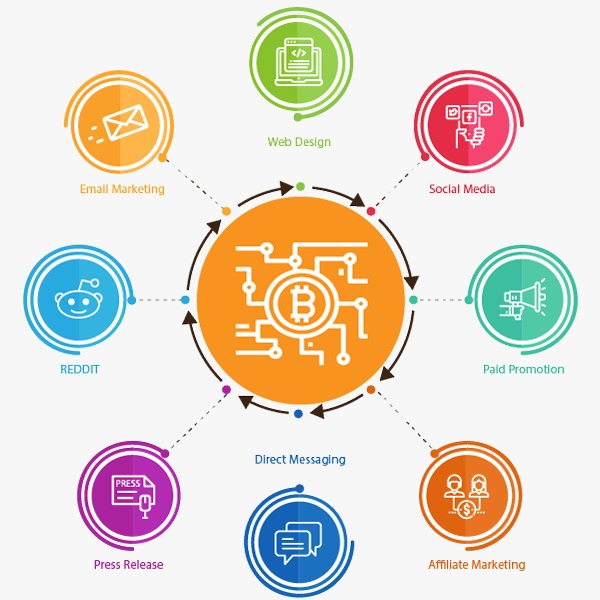 Web Design
Email Marketing
Social Media
REDDIT
Paid Promotion
Direct Messaging
PRESS
Press Release
Affiliate Marketing